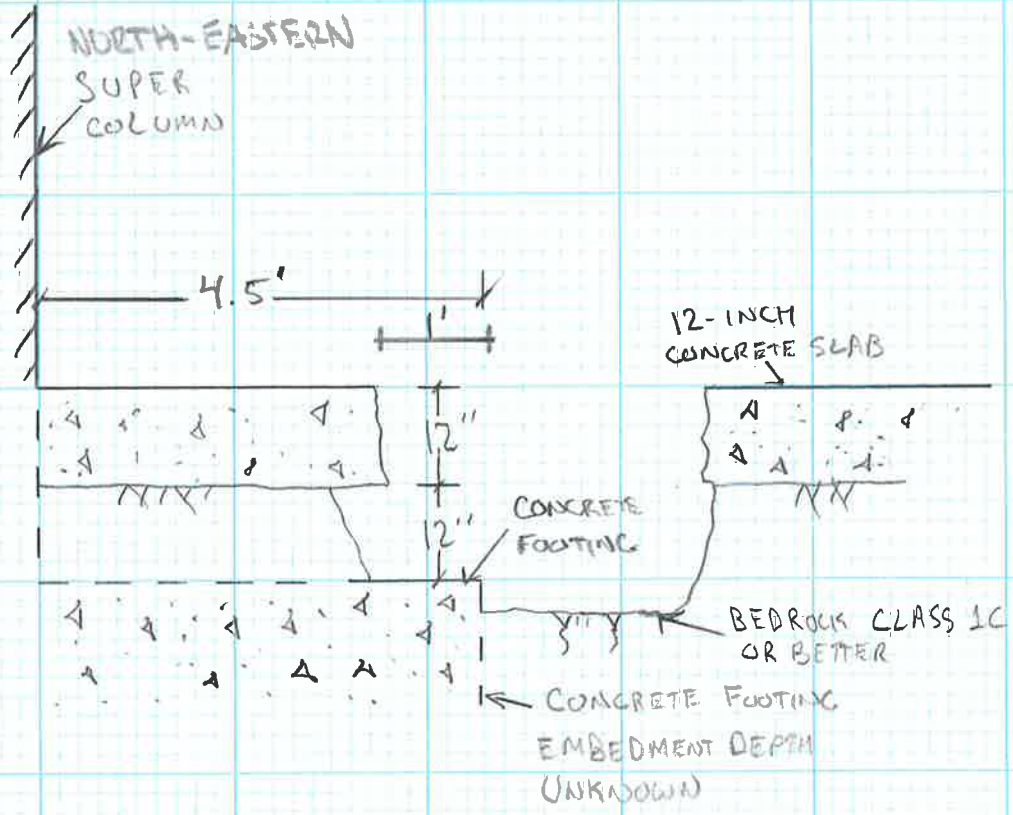 NORTH-EASTERN
SUPER
COLUMN
4.5'
1'
12-INCH
CONCRETE SLAB
12"
12"
CONCRETE
FOOTING
BEDROCK CLASS 1C
OR BETTER
CONCRETE FOOTING
EMBEDMENT DEPTH
UNKNOWN